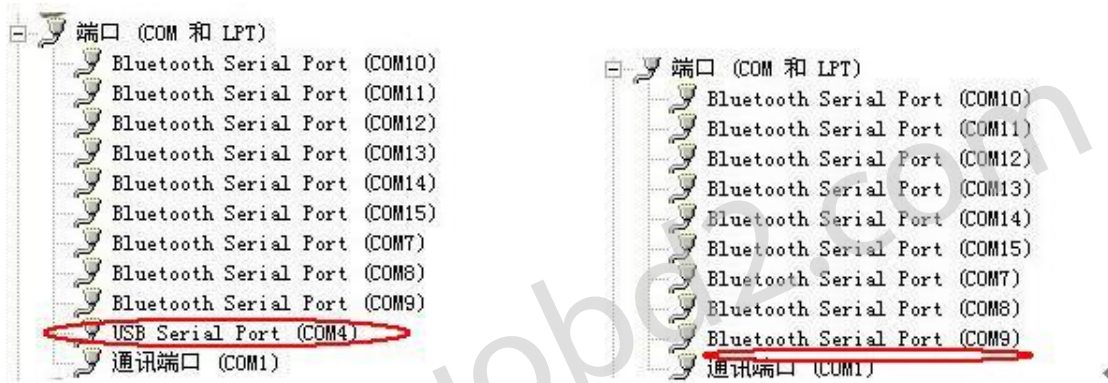 端口 (COM 和 LPT)
Bluetooth Serial Port (COM10)
Bluetooth Serial Port (COM11)
Bluetooth Serial Port (COM12)
Bluetooth Serial Port (COM13)
Bluetooth Serial Port (COM14)
Bluetooth Serial Port (COM15)
Bluetooth Serial Port (COM7)
Bluetooth Serial Port (COM8)
Bluetooth Serial Port (COM9)
USB Serial Port (COM4)
通讯端口 (COM1)
端口 (COM 和 LPT)
Bluetooth Serial Port (COM10)
Bluetooth Serial Port (COM11)
Bluetooth Serial Port (COM12)
Bluetooth Serial Port (COM13)
Bluetooth Serial Port (COM14)
Bluetooth Serial Port (COM15)
Bluetooth Serial Port (COM7)
Bluetooth Serial Port (COM8)
Bluetooth Serial Port (COM9)
通讯端口 (COM1)
obd2.com